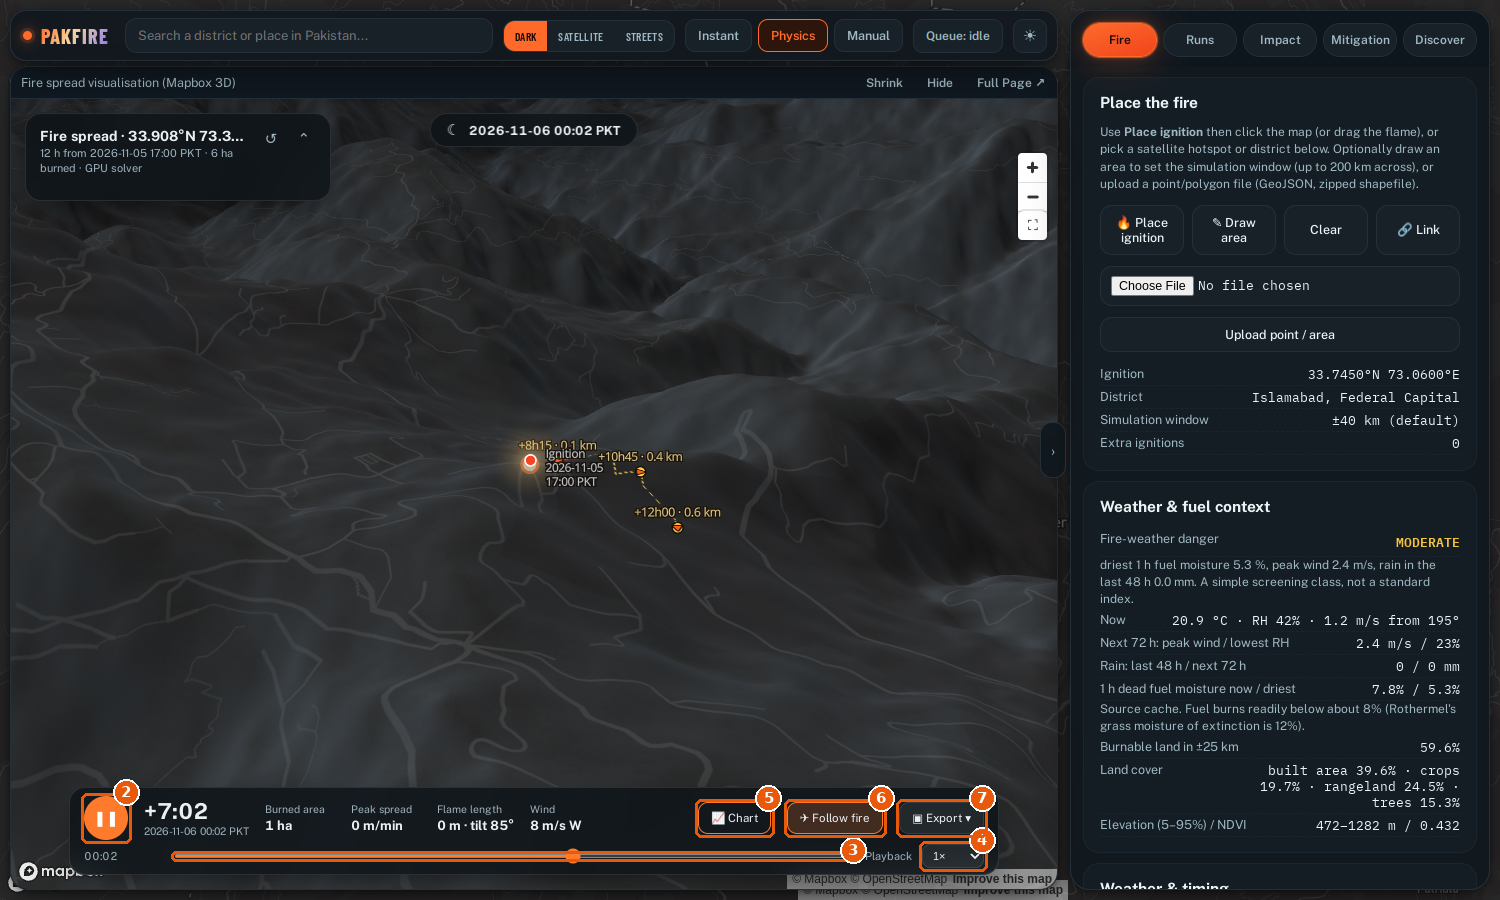 PAKFIRE
Search a district or place in Pakistan...
DARK SATELLITE STREETS
Instant Physics Manual Queue: idle
Fire spread visualisation (Mapbox 3D)
Shrink Hide Full Page ↗
Fire spread · 33.908°N 73.3...
12 h from 2026-11-05 17:00 PKT · 6 ha
burned · GPU solver
2026-11-06 00:02 PKT
+8h15 · 0.1 km
Ignition
2026-11-05
17:00 PKT
+10h45 · 0.4 km
+12h00 · 0.6 km
2
+7:02
2026-11-06 00:02 PKT
Burned area
1 ha
Peak spread
0 m/min
Flame length
0 m · tilt 85°
Wind
8 m/s W
5
Chart
6
Follow fire
7
Export ▾
00:02
3
Playback
4
1×
© Mapbox © OpenStreetMap Improve this map
© Mapbox © OpenStreetMap Improve this map
Fire Runs Impact Mitigation Discover
Place the fire
Use Place ignition then click the map (or drag the flame), or
pick a satellite hotspot or district below. Optionally draw an
area to set the simulation window (up to 200 km across), or
upload a point/polygon file (GeoJSON, zipped shapefile).
Place
ignition
Draw
area
Clear
Link
Choose File No file chosen
Upload point / area
Ignition 33.7450°N 73.0600°E
District Islamabad, Federal Capital
Simulation window ±40 km (default)
Extra ignitions 0
Weather & fuel context
Fire-weather danger MODERATE
driest 1 h fuel moisture 5.3 %, peak wind 2.4 m/s, rain in the
last 48 h 0.0 mm. A simple screening class, not a standard
index.
Now 20.9 °C · RH 42% · 1.2 m/s from 195°
Next 72 h: peak wind / lowest RH 2.4 m/s / 23%
Rain: last 48 h / next 72 h 0 / 0 mm
1 h dead fuel moisture now / driest 7.8% / 5.3%
Source cache. Fuel burns readily below about 8% (Rothermel's
grass moisture of extinction is 12%).
Burnable land in ±25 km 59.6%
Land cover built area 39.6% · crops
19.7% · rangeland 24.5% ·
trees 15.3%
Elevation (5–95%) / NDVI 472–1282 m / 0.432
Weather & timing